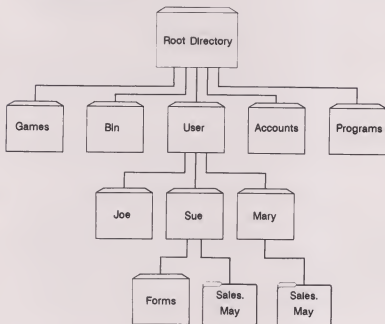 Root Directory
Games
Bin
User
Accounts
Programs
Joe
Sue
Mary
Forms
Sales.
May
Sales.
May